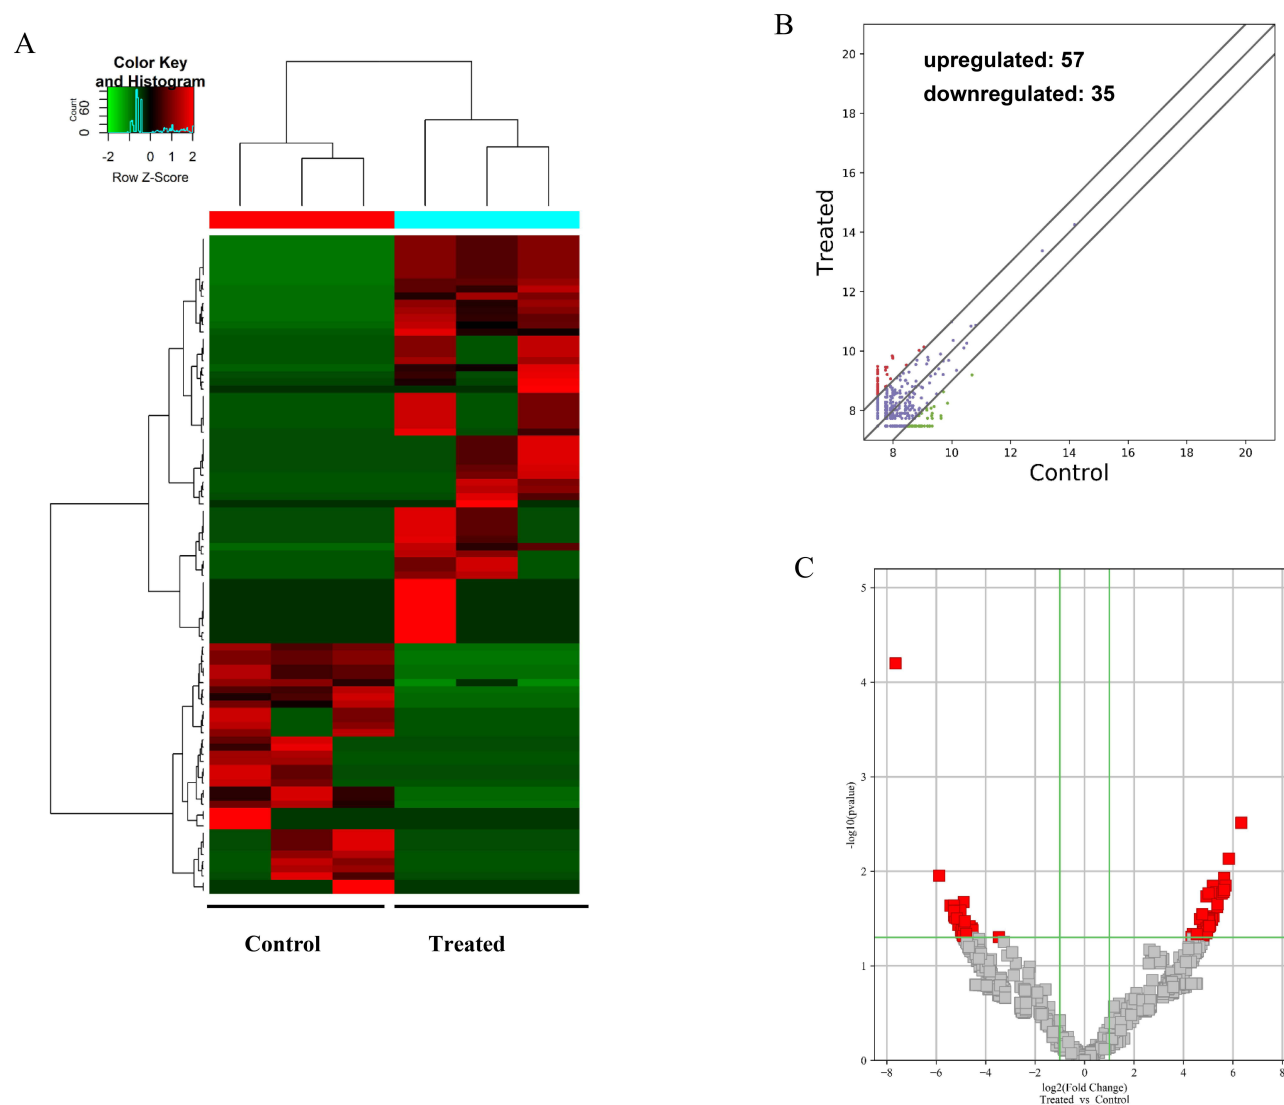 A
Color Key
and Histogram
Count
0 60
-2 0 1 2
Row Z-Score
Control Treated
B
upregulated: 57
downregulated: 35
Treated
20
18
16
14
12
10
8
8 10 12 14 16 18 20
Control
C
-log10(pvalue)
5
4
3
2
1
0
−8 −6 −4 −2 0 2 4 6 8
log2(Fold Change)
Treated vs Control